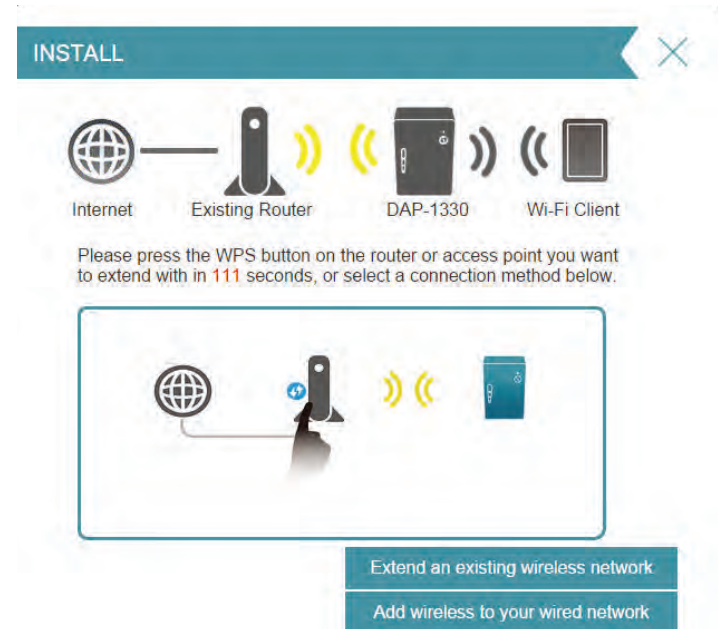 INSTALL
Internet
Existing Router
DAP-1330
Wi-Fi Client
Please press the WPS button on the router or access point you want
to extend with in 111 seconds, or select a connection method below.
Extend an existing wireless network
Add wireless to your wired network